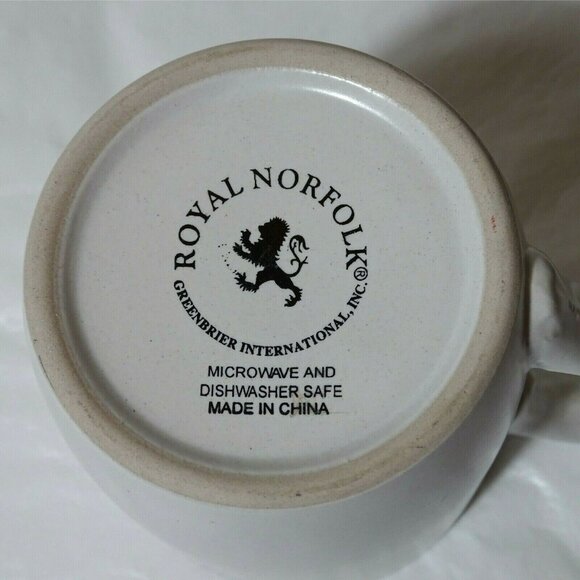 ROYAL NORFOLK®
GREENBRIER INTERNATIONAL, INC.
MICROWAVE AND
DISHWASHER SAFE
MADE IN CHINA